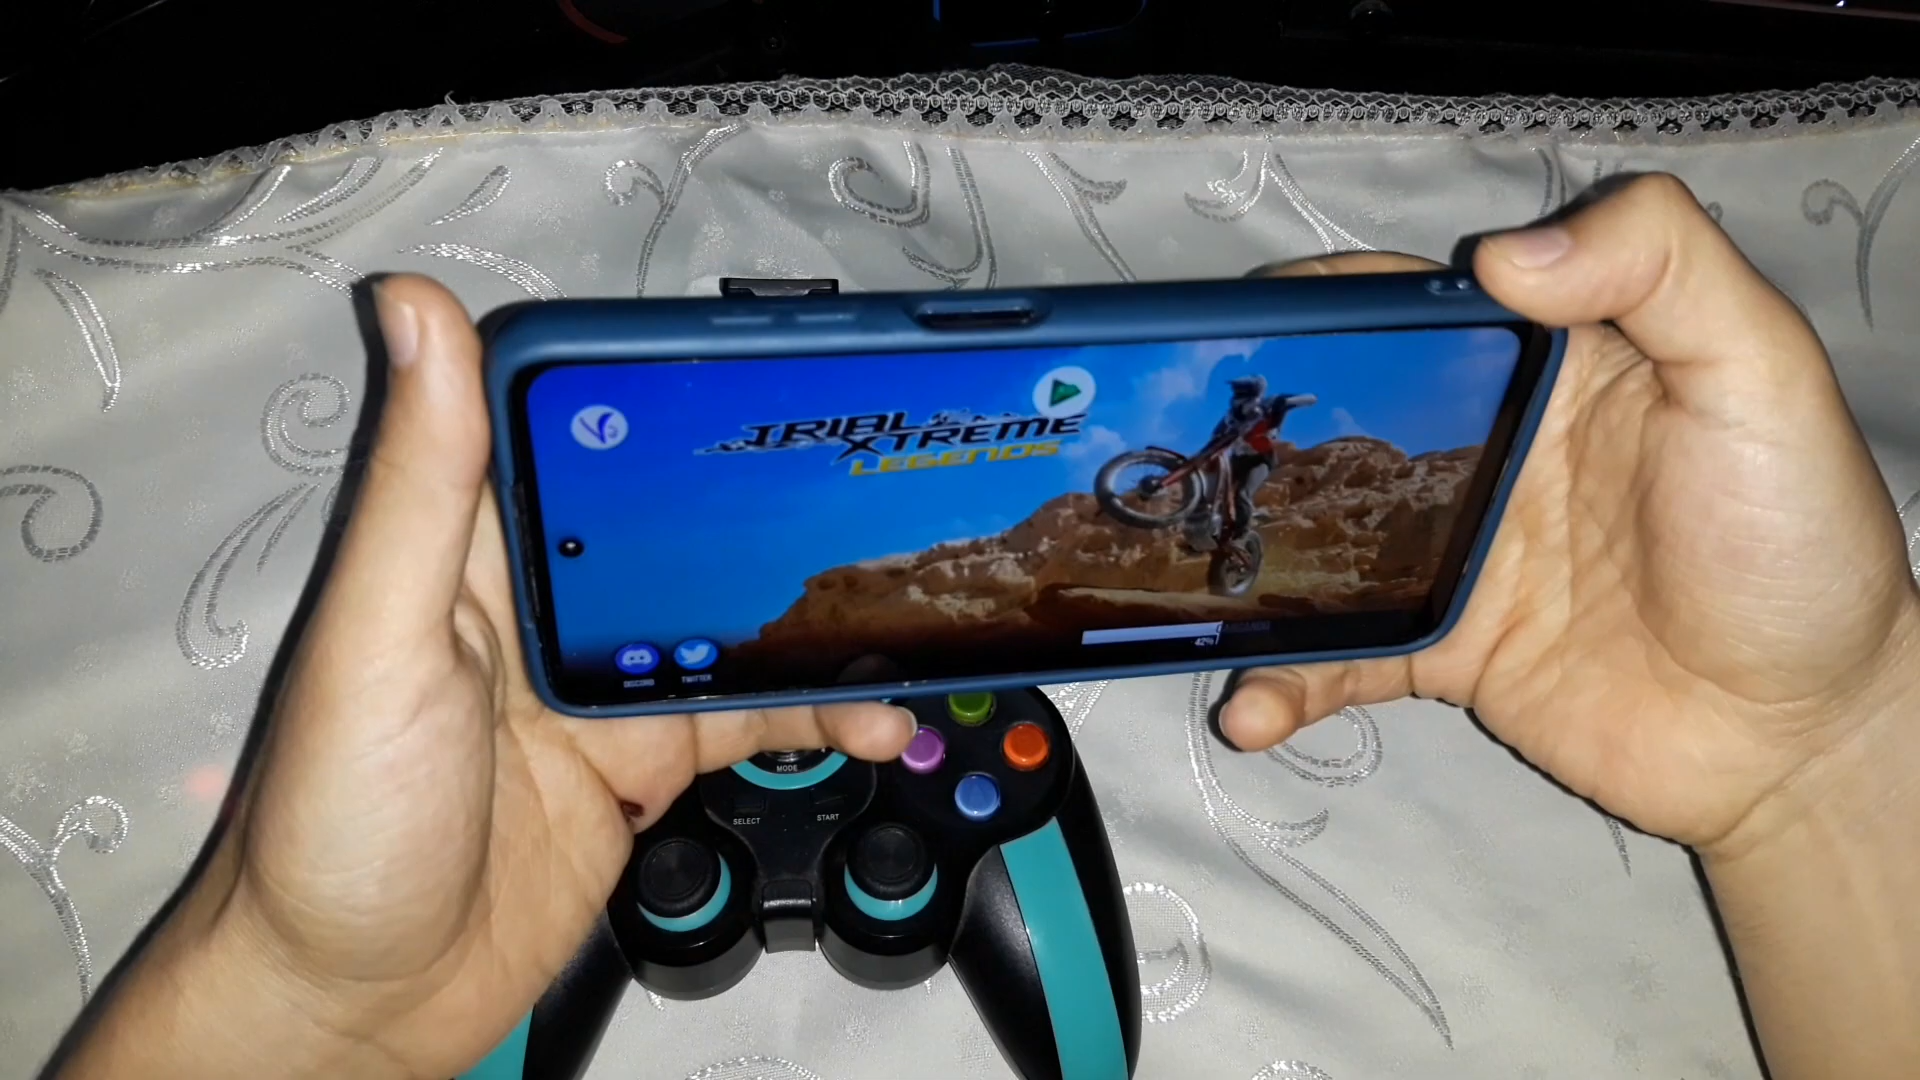 TRIAL
XTREME
LEGENDS
DISCORD
TWITTER
42%
MODE
SELECT
START